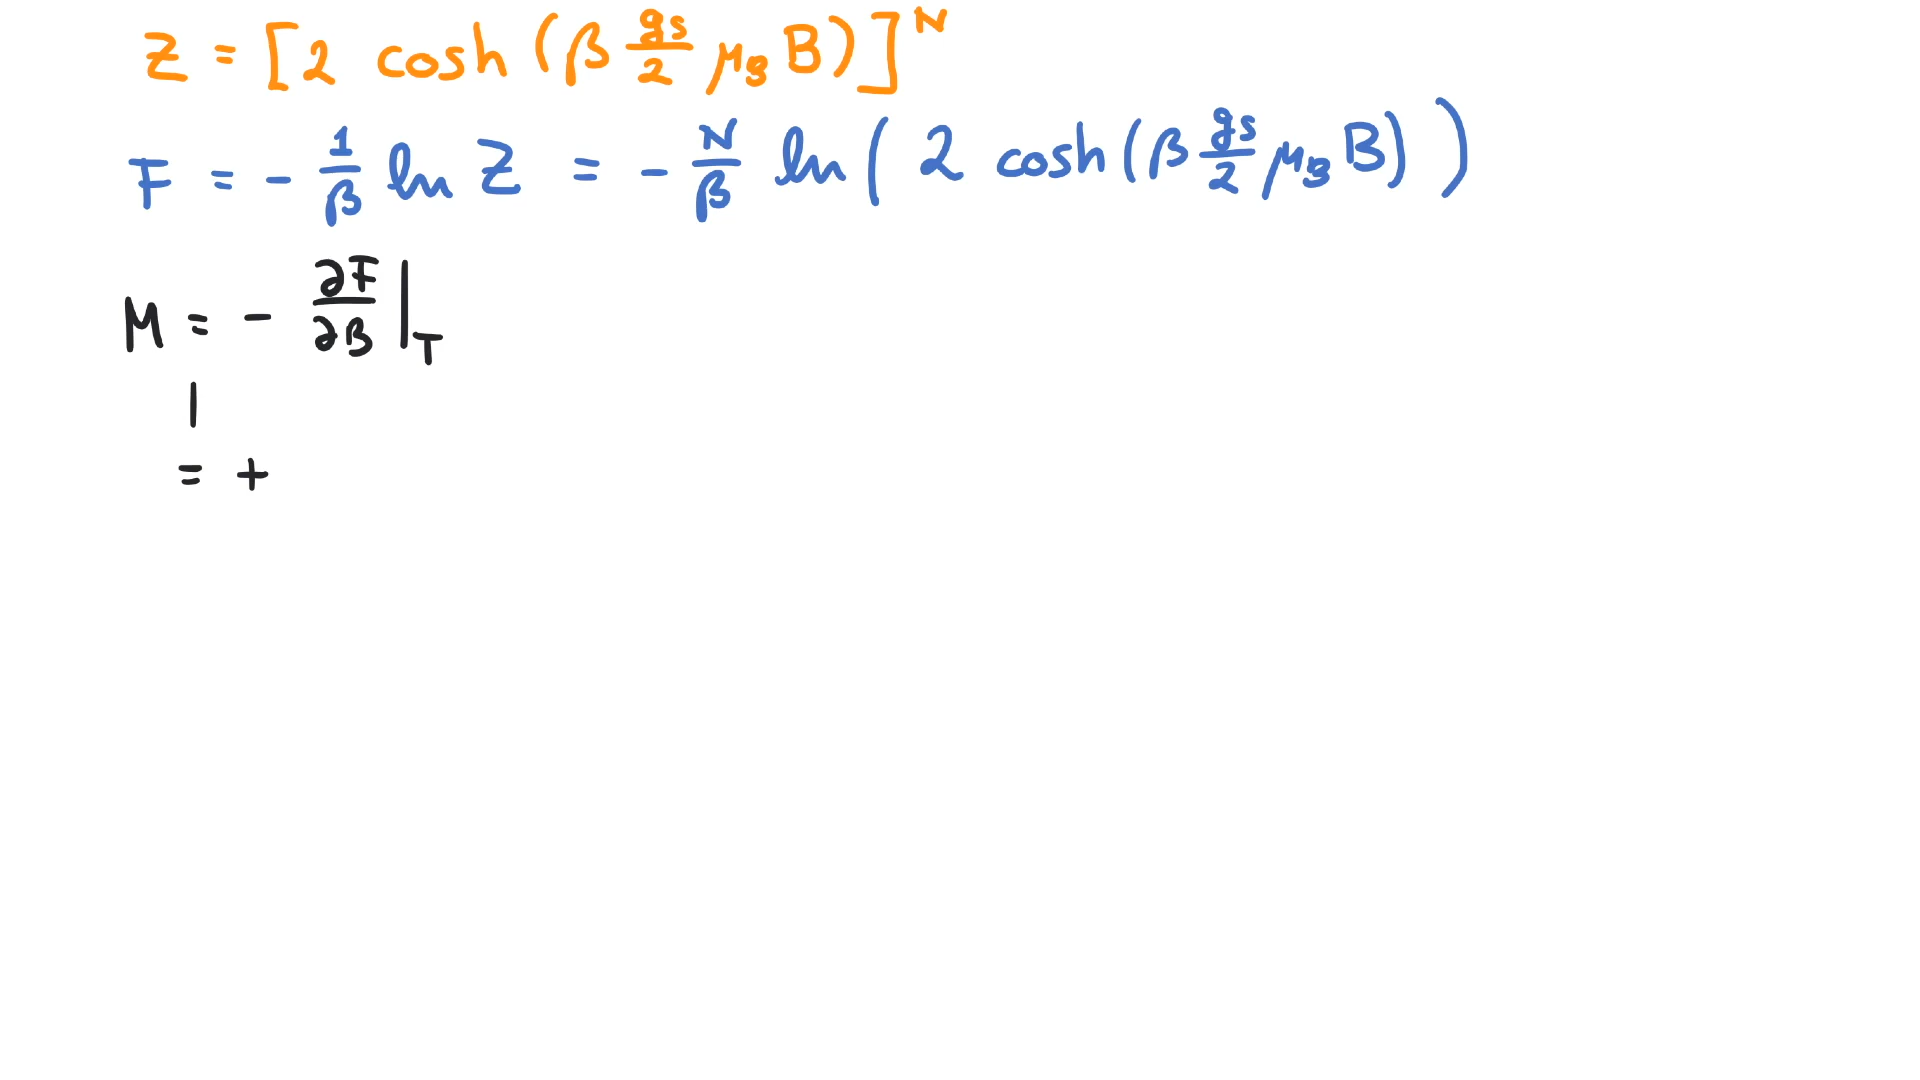 Z = [2 cosh(β gs/2 μB B)]^N
F = - 1/β ln Z = - N/β ln(2 cosh(β gs/2 μB B))
M = - ∂F/∂B |T
|
= +